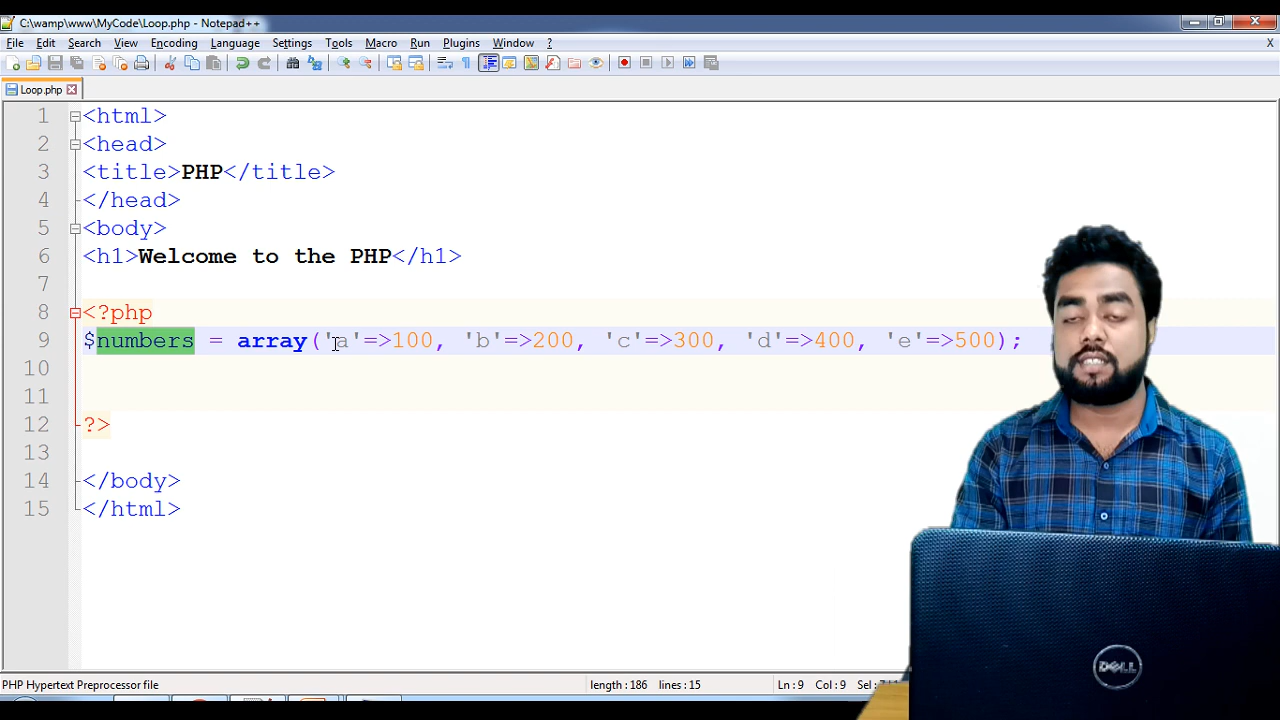 C:\wamp\www\MyCode\Loop.php - Notepad++
File Edit Search View Encoding Language Settings Tools Macro Run Plugins Window ? X
Loop.php
1 <html>
2 <head>
3 <title>PHP</title>
4 </head>
5 <body>
6 <h1>Welcome to the PHP</h1>
7
8 <?php
9 $numbers = array('a'=>100, 'b'=>200, 'c'=>300, 'd'=>400, 'e'=>500);
10
11
12 ?>
13
14 </body>
15 </html>
DELL
PHP Hypertext Preprocessor file length : 186 lines : 15 Ln : 9 Col : 9 Sel :